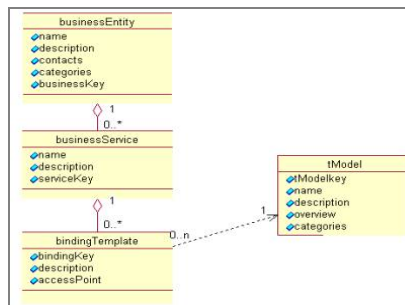 businessEntity
name
description
contacts
categories
businessKey
1
0..*
businessService
name
description
serviceKey
1
0..*
bindingTemplate
bindingKey
description
accessPoint
0..n
1
tModel
tModelkey
name
description
overview
categories